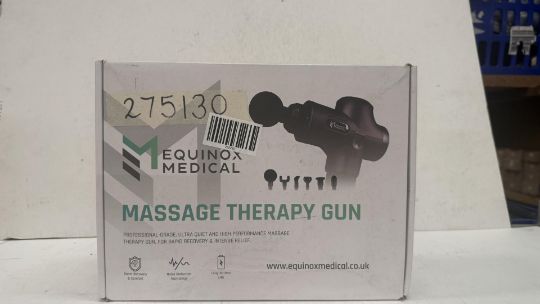 275130
EQUINOX
MEDICAL
MASSAGE THERAPY GUN
PROFESSIONAL-GRADE, ULTRA QUIET AND HIGH PERFORMANCE MASSAGE
THERAPY GUN, FOR RAPID RECOVERY & INTENSE RELIEF.
www.equinoxmedical.co.uk